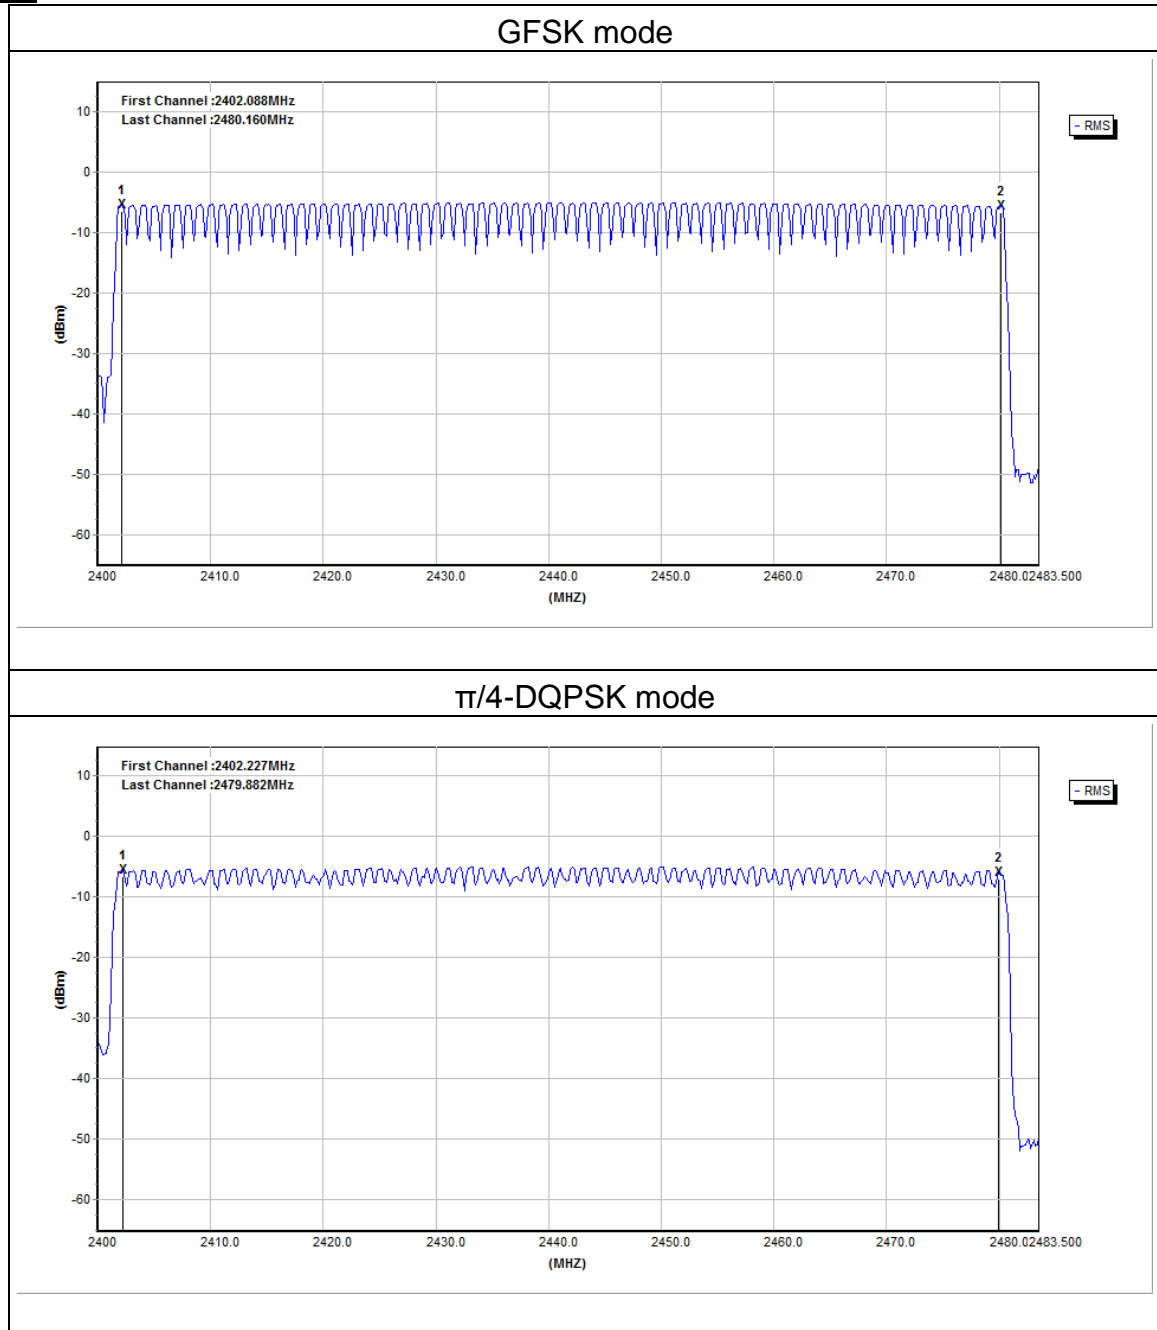 GFSK mode
First Channel :2402.088MHz
Last Channel :2480.160MHz
RMS
10
0
-10
-20
-30
-40
-50
-60
(dBm)
1
2
2400 2410.0 2420.0 2430.0 2440.0 2450.0 2460.0 2470.0 2480.02483.500
(MHZ)
π/4-DQPSK mode
First Channel :2402.227MHz
Last Channel :2479.882MHz
RMS
10
0
-10
-20
-30
-40
-50
-60
(dBm)
1
2
2400 2410.0 2420.0 2430.0 2440.0 2450.0 2460.0 2470.0 2480.02483.500
(MHZ)